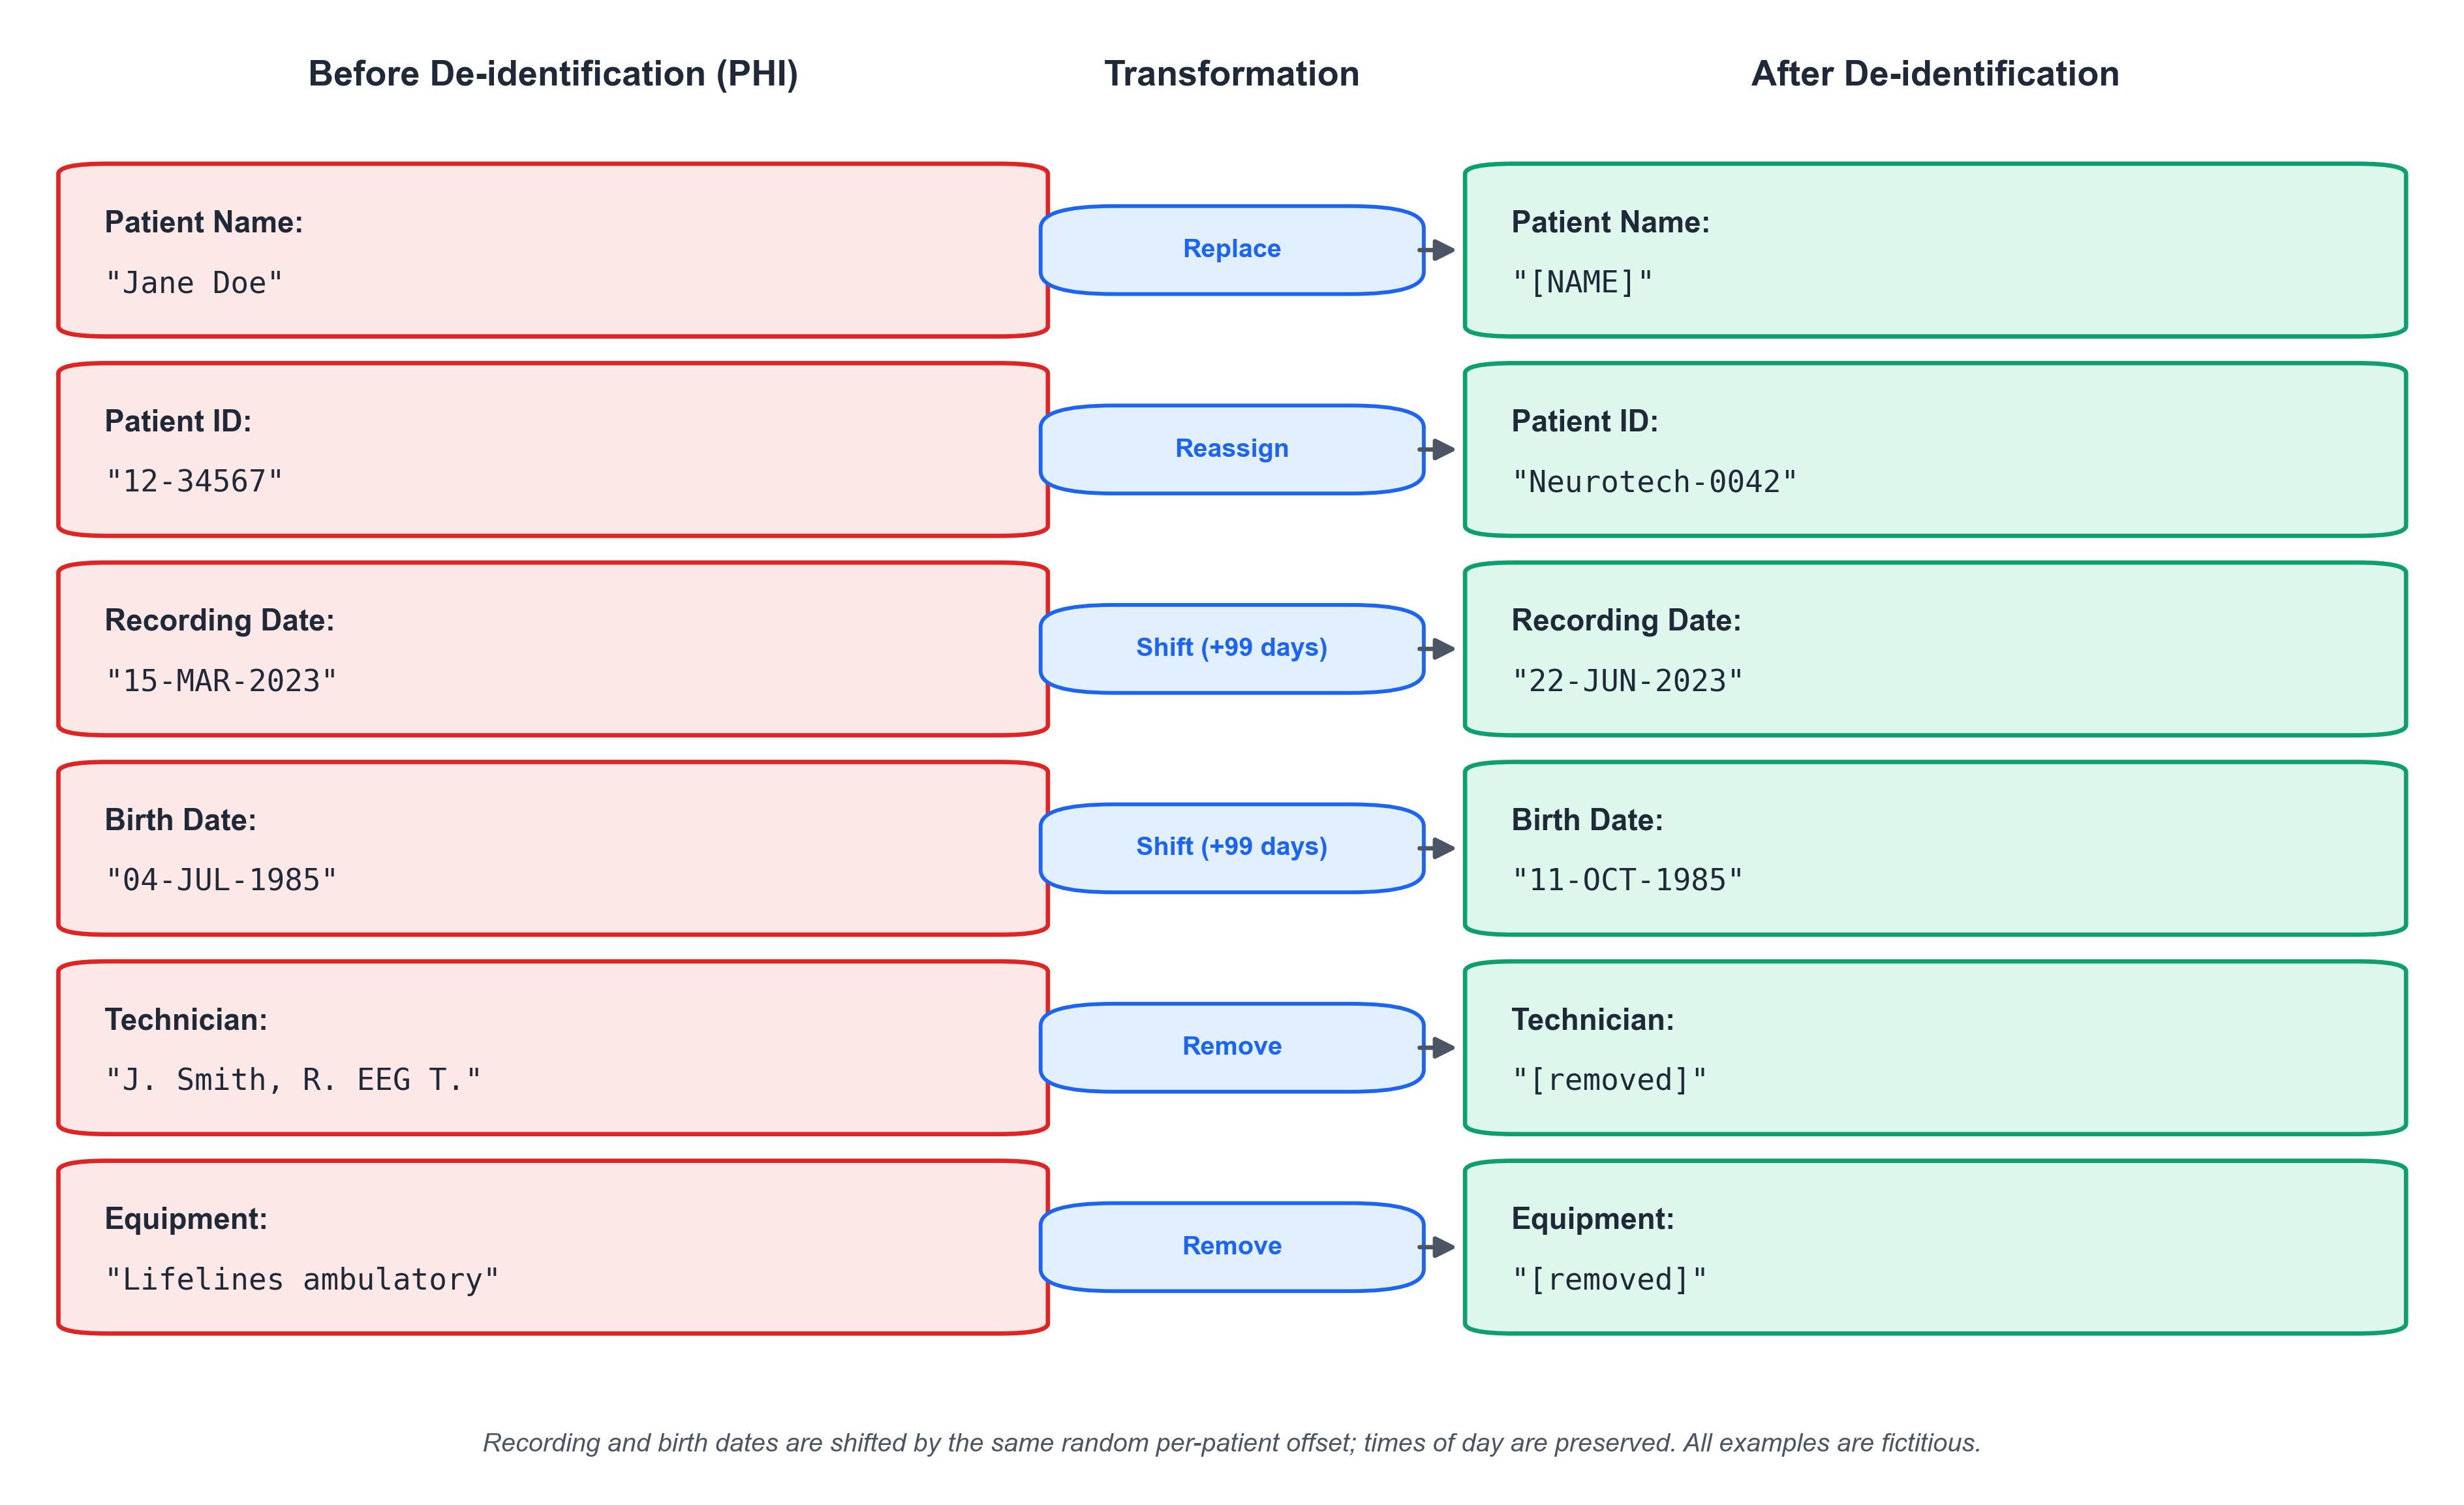 Before De-identification (PHI)
Transformation
After De-identification
Patient Name:
"Jane Doe"
Replace
Patient Name:
"[NAME]"
Patient ID:
"12-34567"
Reassign
Patient ID:
"Neurotech-0042"
Recording Date:
"15-MAR-2023"
Shift (+99 days)
Recording Date:
"22-JUN-2023"
Birth Date:
"04-JUL-1985"
Shift (+99 days)
Birth Date:
"11-OCT-1985"
Technician:
"J. Smith, R. EEG T."
Remove
Technician:
"[removed]"
Equipment:
"Lifelines ambulatory"
Remove
Equipment:
"[removed]"
Recording and birth dates are shifted by the same random per-patient offset; times of day are preserved. All examples are fictitious.